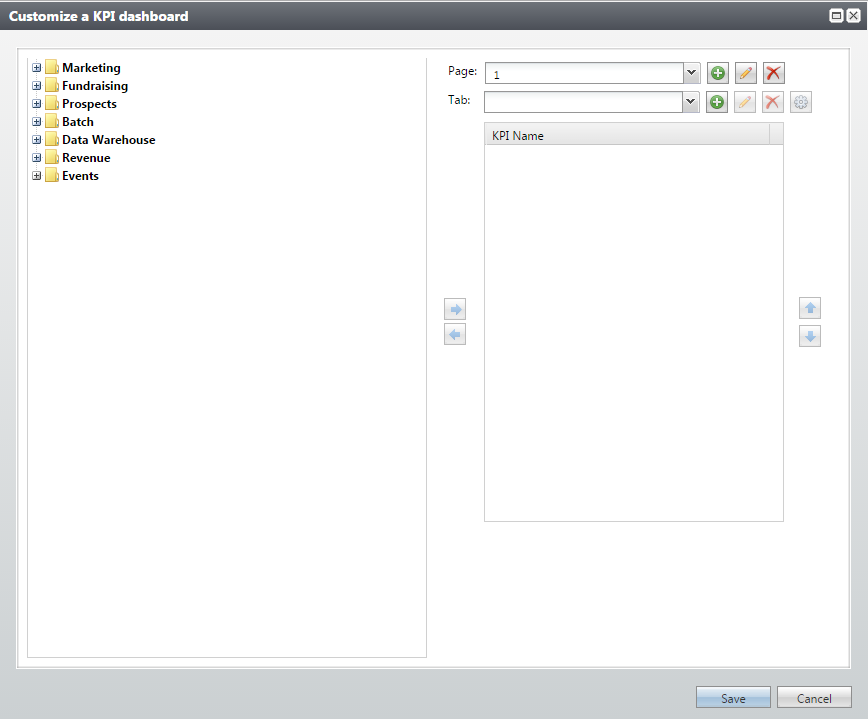 Customize a KPI dashboard
Marketing
Fundraising
Prospects
Batch
Data Warehouse
Revenue
Events
Page: 1
Tab:
KPI Name
Save Cancel